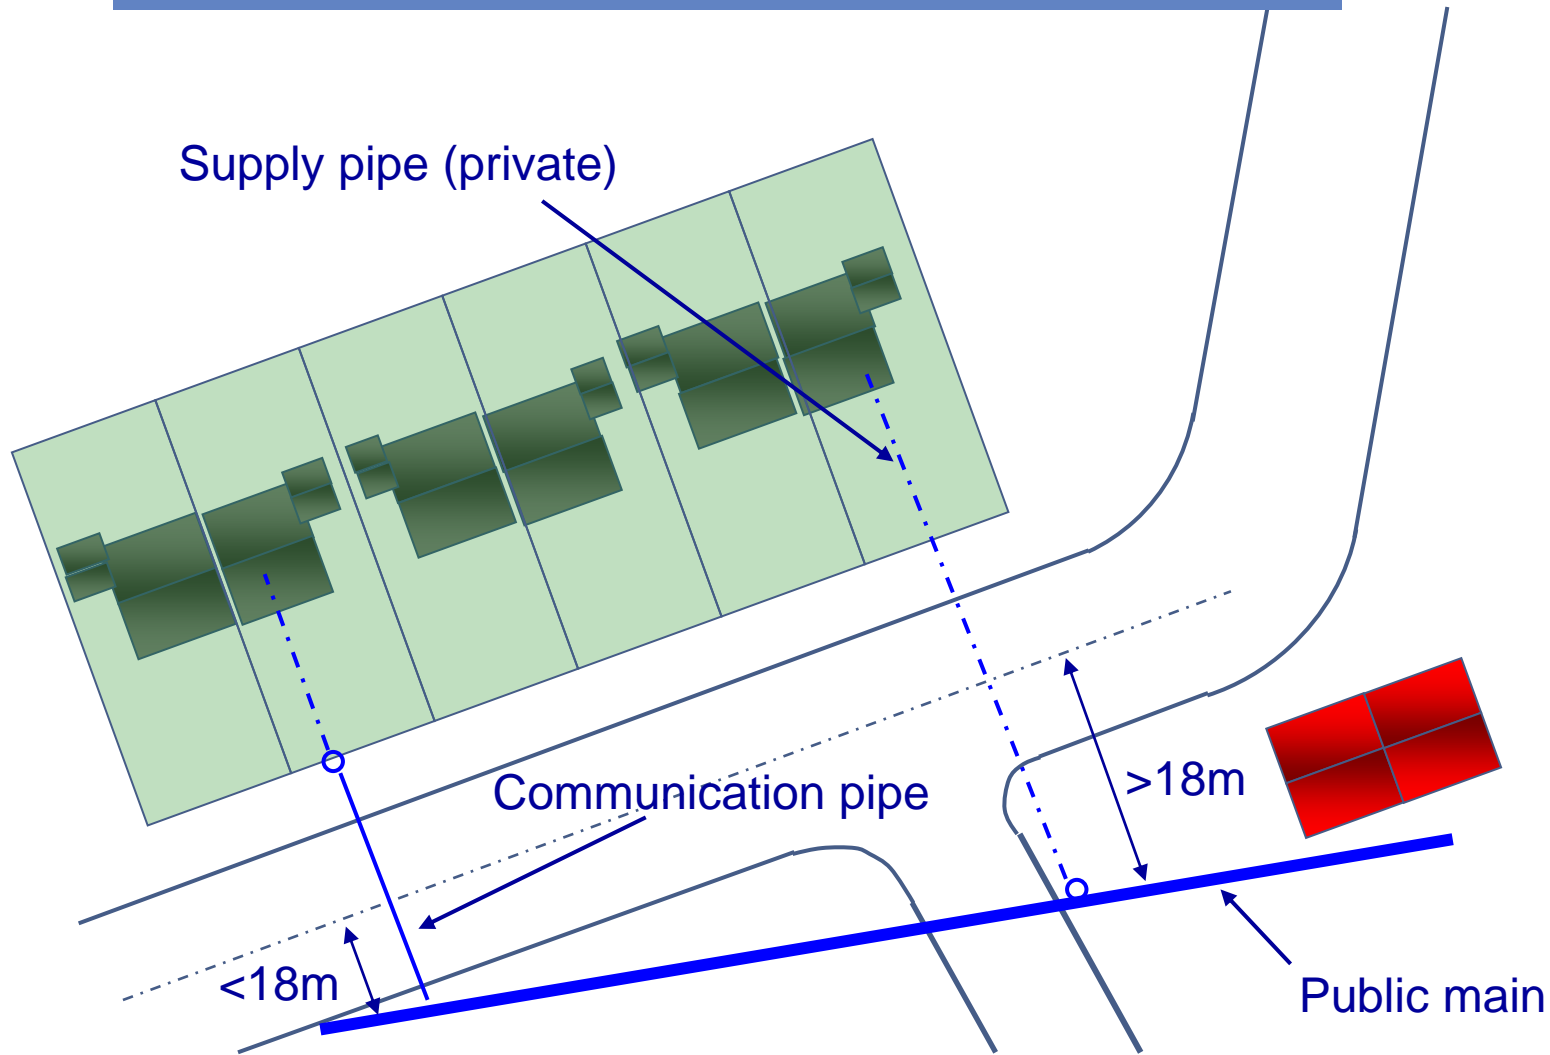 Supply pipe (private)
Communication pipe
>18m
<18m
Public main